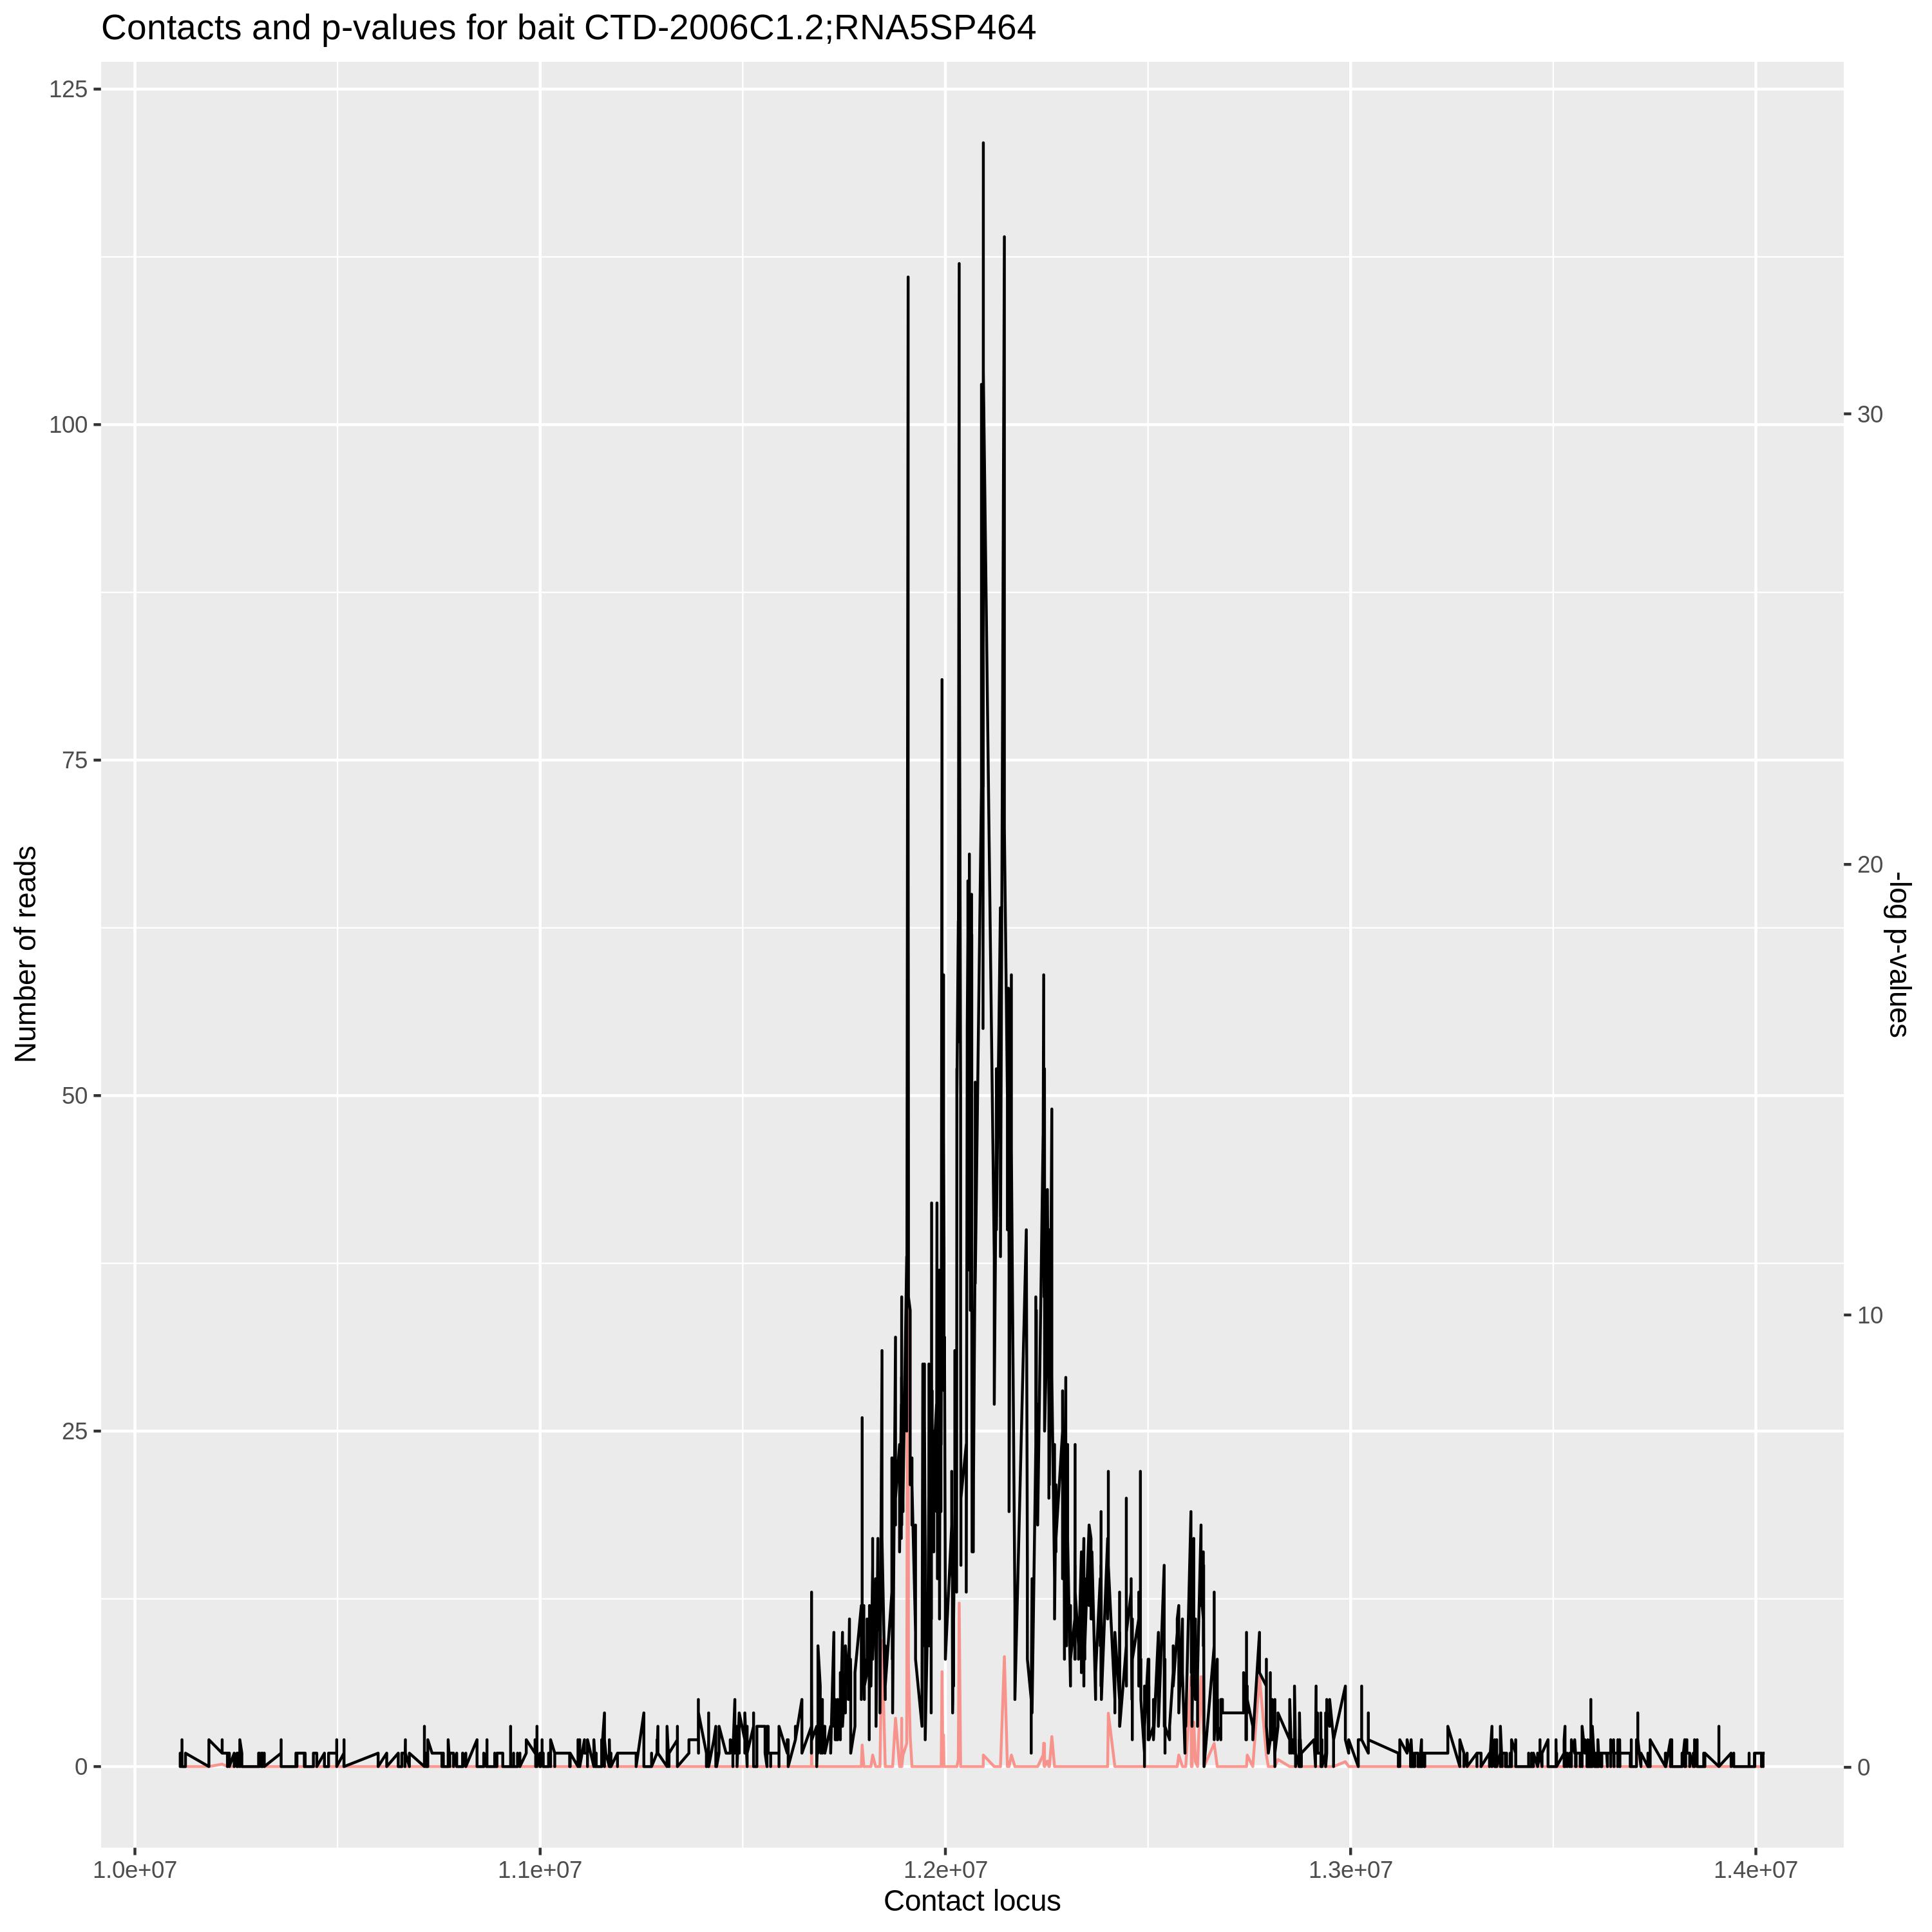 Contacts and p-values for bait CTD-2006C1.2;RNA5SP464
125
100
75
50
25
0
Number of reads
30
20
10
0
-log p-values
1.0e+07
1.1e+07
1.2e+07
1.3e+07
1.4e+07
Contact locus